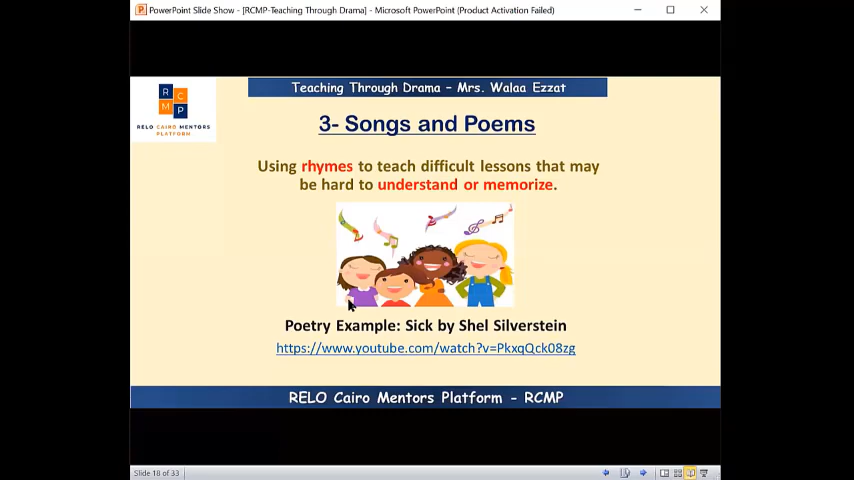 PowerPoint Slide Show - [RCMP-Teaching Through Drama] - Microsoft PowerPoint (Product Activation Failed)
Teaching Through Drama – Mrs. Walaa Ezzat
R
C
M
P
RELO CAIRO MENTORS
PLATFORM
3- Songs and Poems
Using rhymes to teach difficult lessons that may
be hard to understand or memorize.
Poetry Example: Sick by Shel Silverstein
https://www.youtube.com/watch?v=PkxqQck08zg
RELO Cairo Mentors Platform - RCMP
Slide 18 of 33